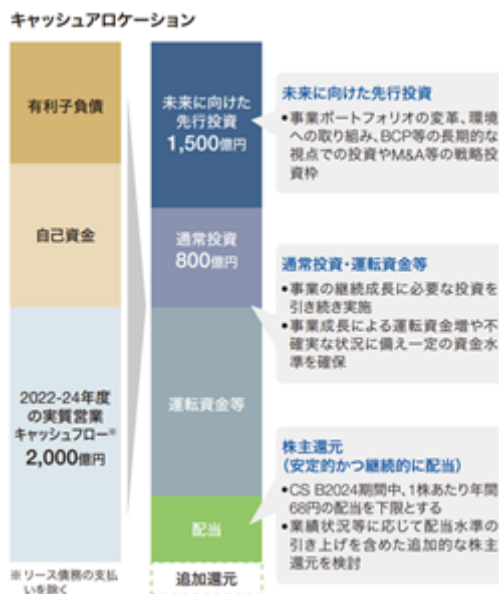 キャッシュアロケーション
有利子負債
自己資金
2022-24年度
の実質営業
キャッシュフロー※
2,000億円
※リース債務の支払
いを除く
未来に向けた
先行投資
1,500億円
通常投資
800億円
運転資金等
配当
追加還元
未来に向けた先行投資
•事業ポートフォリオの変革、環境
への取り組み、BCP等の長期的な
視点での投資やM&A等の戦略投
資枠
通常投資・運転資金等
•事業の継続成長に必要な投資を
引き続き実施
•事業成長による運転資金増や不
確実な状況に備え一定の資金水
準を確保
株主還元
(安定的かつ継続的に配当)
•CS B2024期間中、1株あたり年間
68円の配当を下限とする
•業績状況等に応じて配当水準の
引き上げを含めた追加的な株主
還元を検討